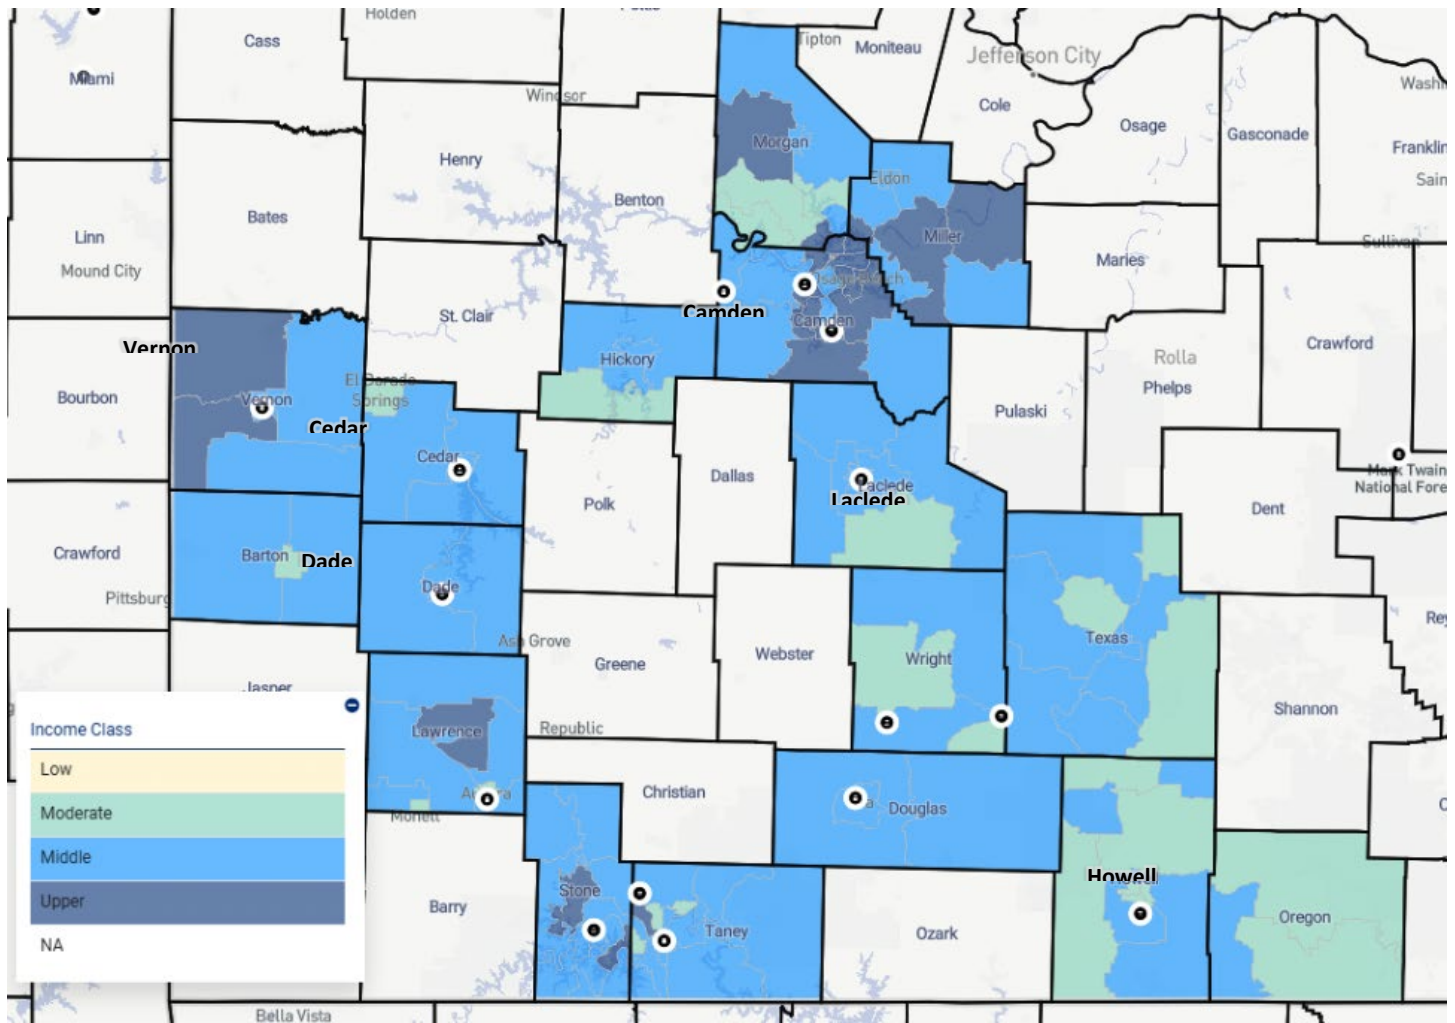 Holden
Cass
Tipton
Moniteau
Jefferson City
Miami
Windsor
Cole
Osage
Gasconade
Morgan
Franklin
Henry
Benton
Eldon
Bates
Linn
Miller
Mound City
Maries
Sullivan
St. Clair
Camden
Camden
Crawford
Vernon
Hickory
Rolla
Phelps
El Dorado
Springs
Bourbon
Vernon
Pulaski
Cedar
Cedar
Dallas
Laclede
Laclede
Mark Twain
National Fore
Polk
Dent
Crawford
Barton
Dade
Dade
Pittsburg
Texas
Ash Grove
Greene
Webster
Wright
Jasper
Shannon
Lawrence
Republic
Income Class
Low
Moderate
Middle
Upper
NA
Aurora
Monett
Christian
Douglas
Howell
Stone
Barry
Taney
Ozark
Oregon
Bella Vista